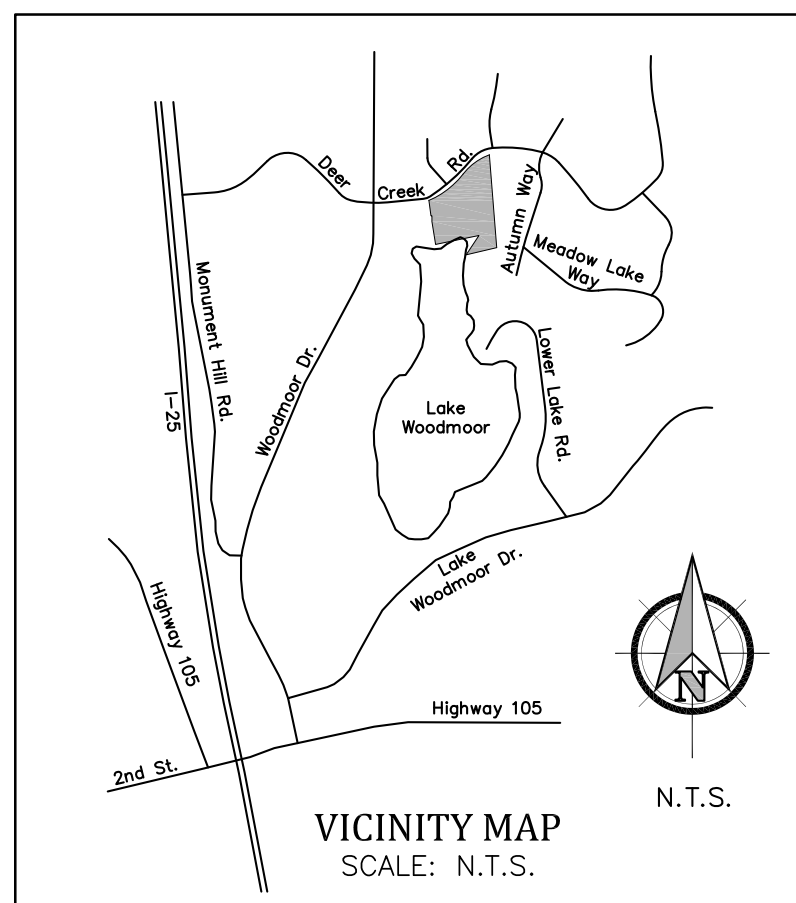 Deer
Creek
Rd.
Autumn Way
Meadow Lake
Way
Monument Hill Rd.
Woodmoor Dr.
I-25
Lower Lake Rd.
Lake
Woodmoor
Lake
Woodmoor Dr.
Highway 105
Highway 105
2nd St.
N
N.T.S.
VICINITY MAP
SCALE: N.T.S.